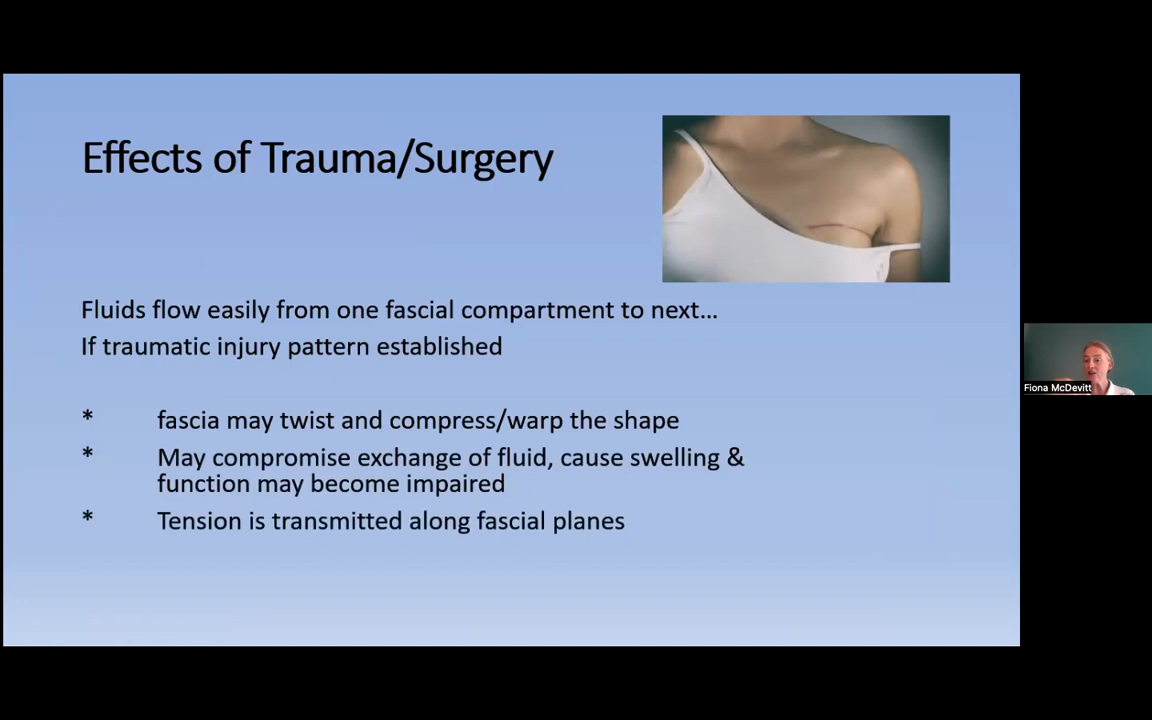 Effects of Trauma/Surgery
Fluids flow easily from one fascial compartment to next...
If traumatic injury pattern established
* fascia may twist and compress/warp the shape
* May compromise exchange of fluid, cause swelling &
function may become impaired
* Tension is transmitted along fascial planes
Fiona McDevitt